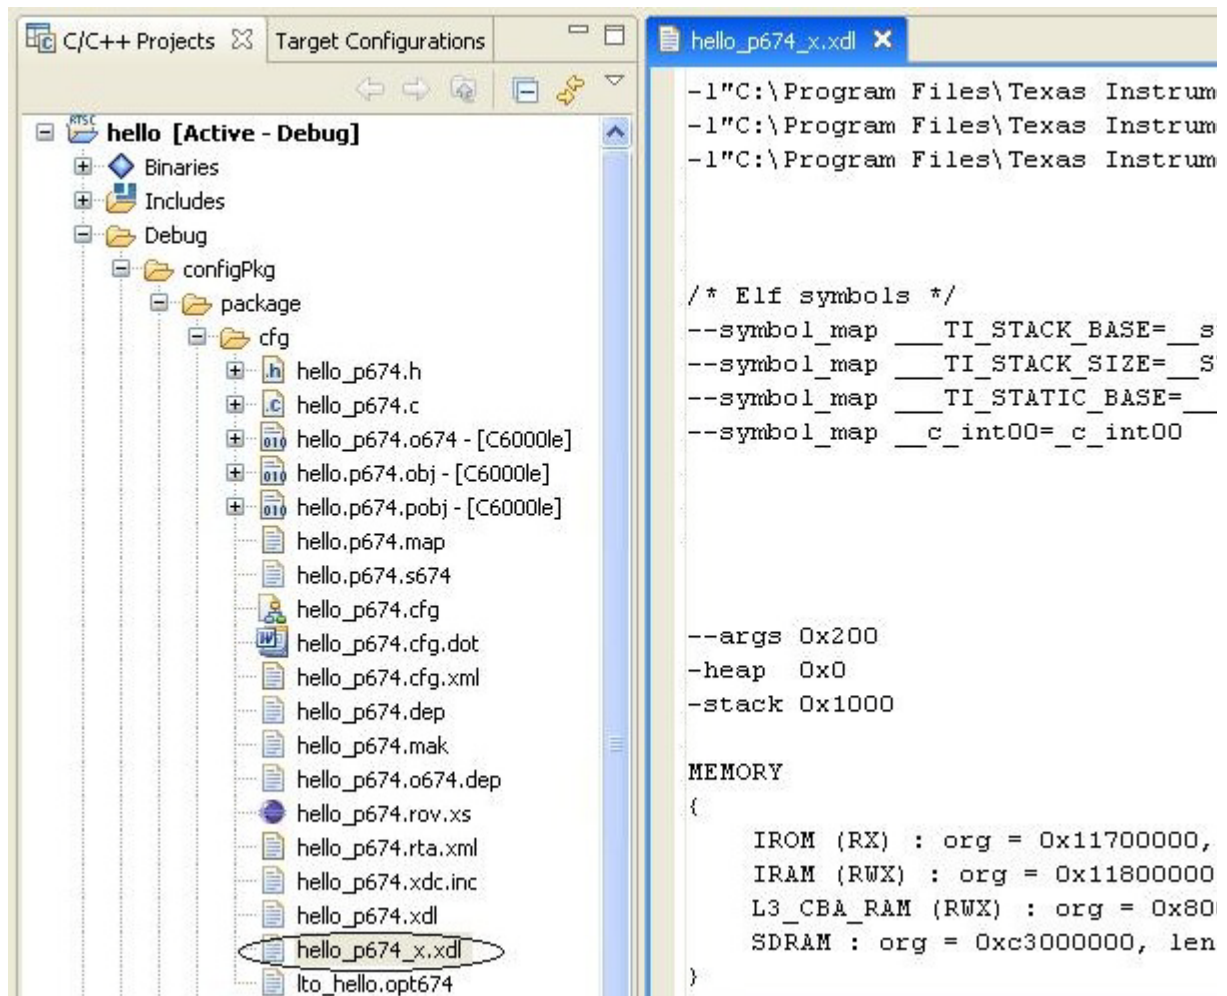 C/C++ Projects
Target Configurations
RTSC
hello [Active - Debug]
Binaries
Includes
Debug
configPkg
package
cfg
.h hello_p674.h
.c hello_p674.c
010 hello_p674.o674 - [C6000le]
010 hello.p674.obj - [C6000le]
010 hello.p674.pobj - [C6000le]
hello.p674.map
hello.p674.s674
hello_p674.cfg
W hello_p674.cfg.dot
hello_p674.cfg.xml
hello_p674.dep
hello_p674.mak
hello_p674.o674.dep
hello_p674.rov.xs
hello_p674.rta.xml
hello_p674.xdc.inc
hello_p674.xdl
hello_p674_x.xdl
lto_hello.opt674
hello_p674_x.xdl
-l"C:\Program Files\Texas Instrum
-l"C:\Program Files\Texas Instrum
-l"C:\Program Files\Texas Instrum
/* Elf symbols */
--symbol_map ___TI_STACK_BASE=__s
--symbol_map ___TI_STACK_SIZE=__S
--symbol_map ___TI_STATIC_BASE=__
--symbol_map __c_int00=_c_int00
--args 0x200
-heap  0x0
-stack 0x1000
MEMORY
{
IROM (RX) : org = 0x11700000,
IRAM (RWX) : org = 0x11800000
L3_CBA_RAM (RWX) : org = 0x80
SDRAM : org = 0xc3000000, len
}